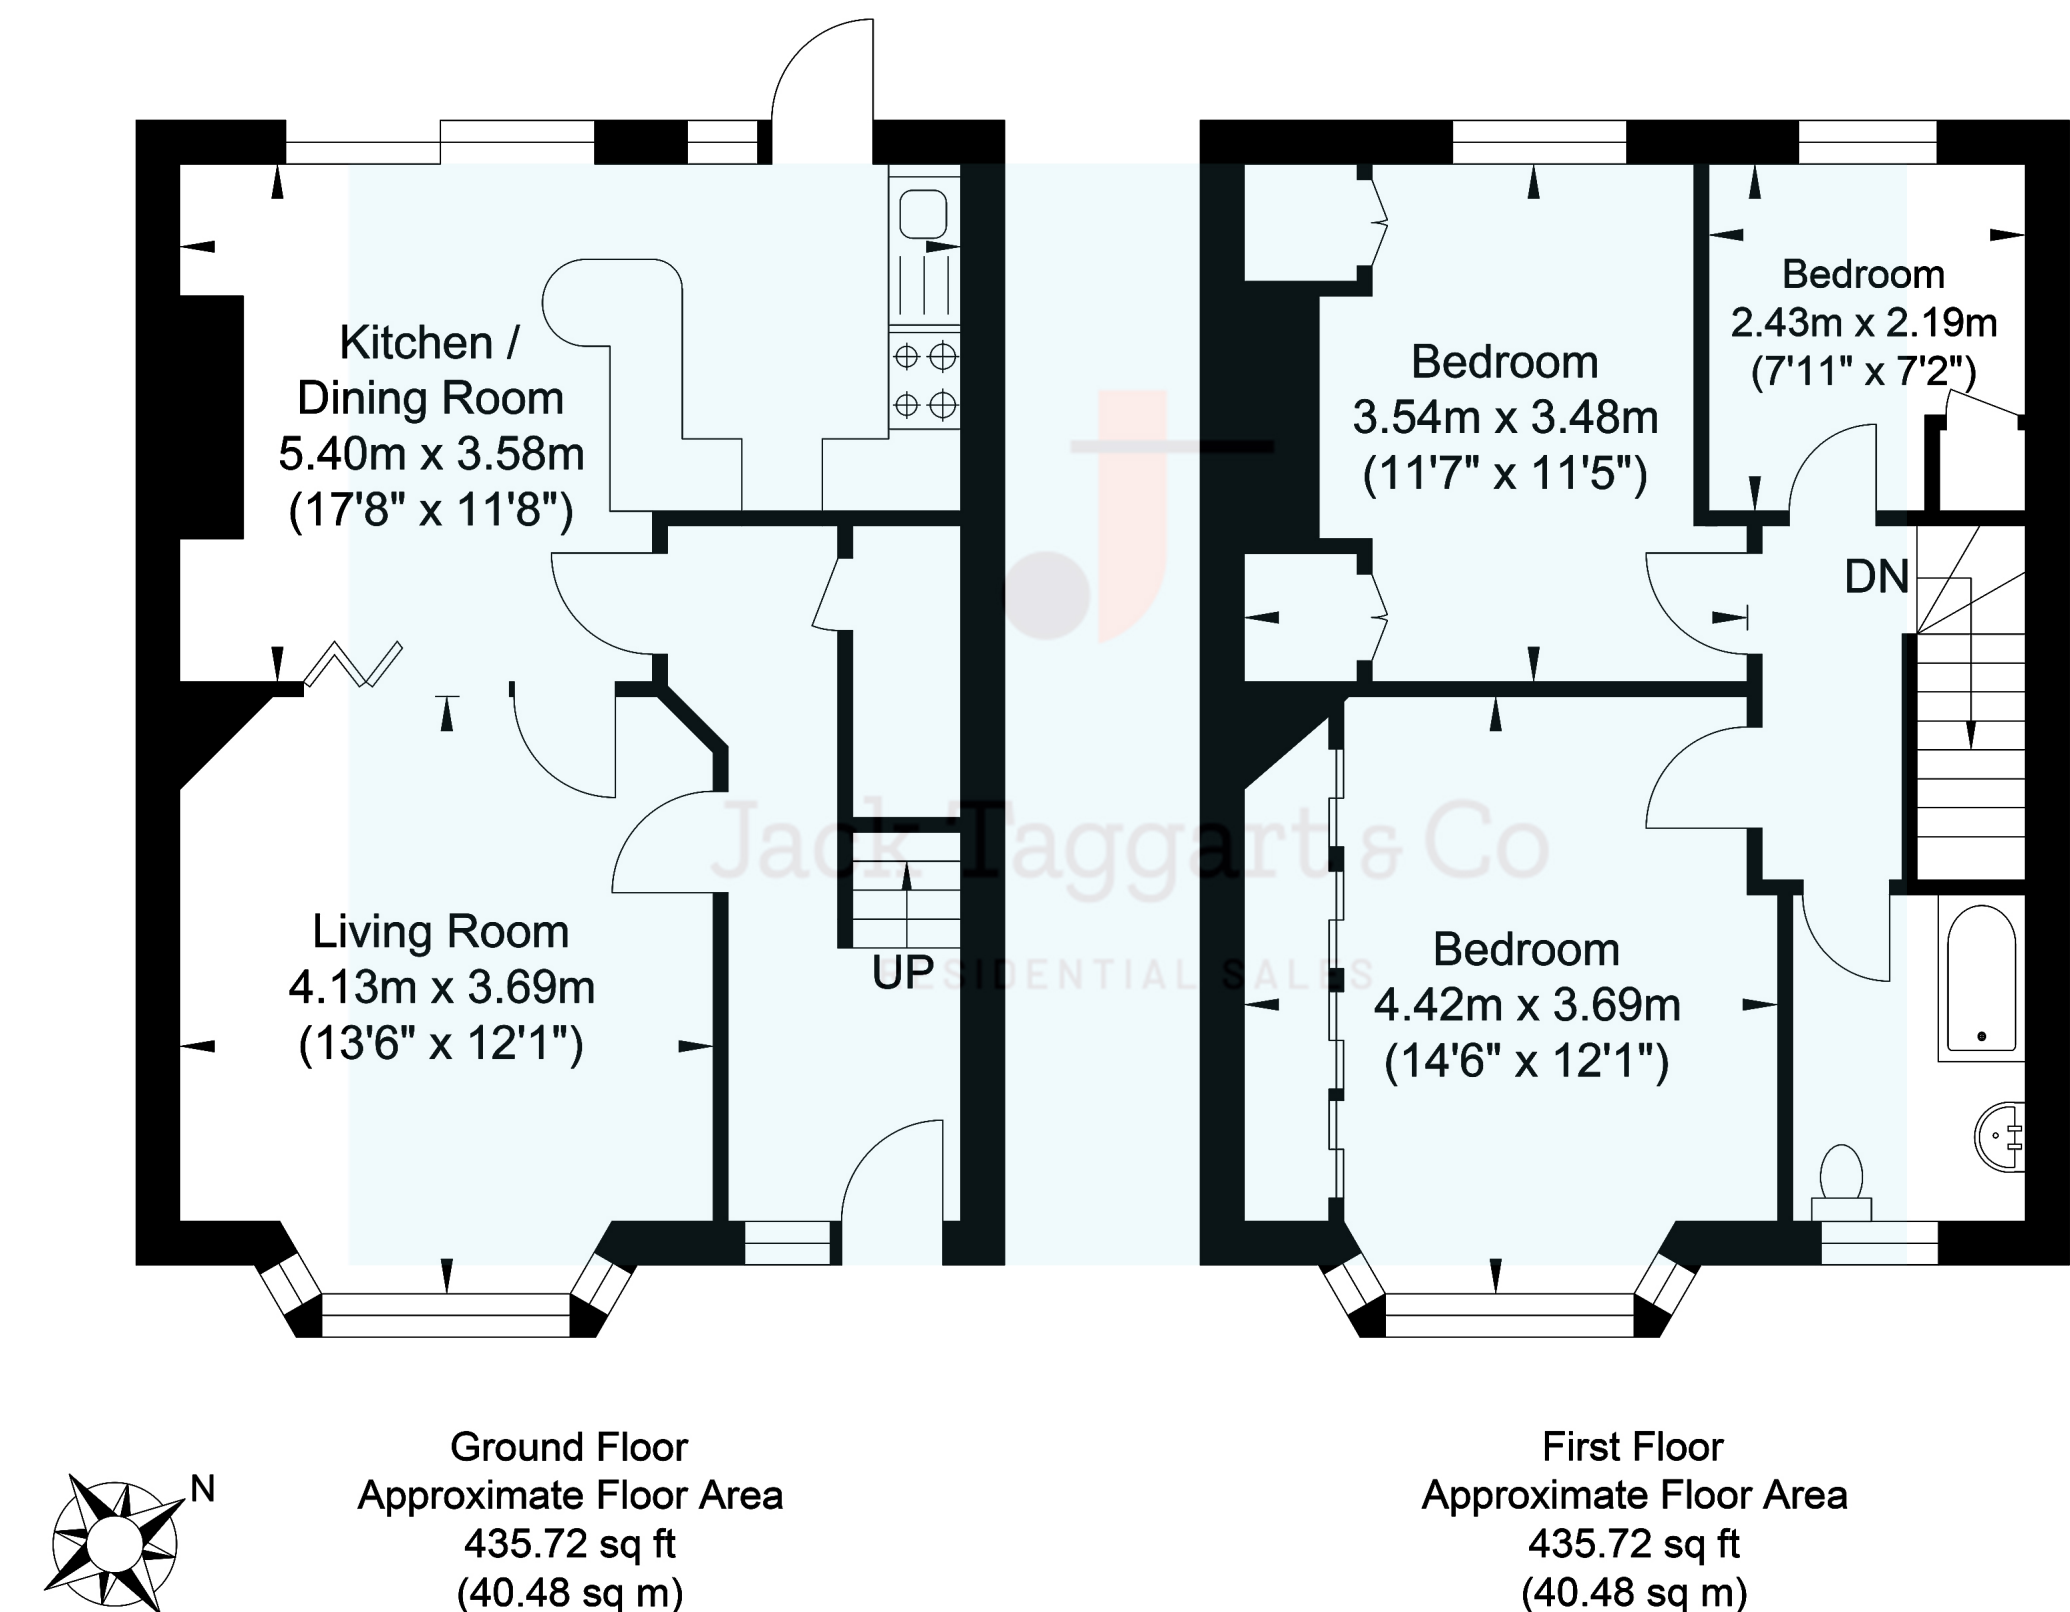 Kitchen /
Dining Room
5.40m x 3.58m
(17'8" x 11'8")
Living Room
4.13m x 3.69m
(13'6" x 12'1")
UP
Bedroom
3.54m x 3.48m
(11'7" x 11'5")
Bedroom
2.43m x 2.19m
(7'11" x 7'2")
DN
Bedroom
4.42m x 3.69m
(14'6" x 12'1")
Jack Taggart & Co
RESIDENTIAL SALES
N
Ground Floor
Approximate Floor Area
435.72 sq ft
(40.48 sq m)
First Floor
Approximate Floor Area
435.72 sq ft
(40.48 sq m)